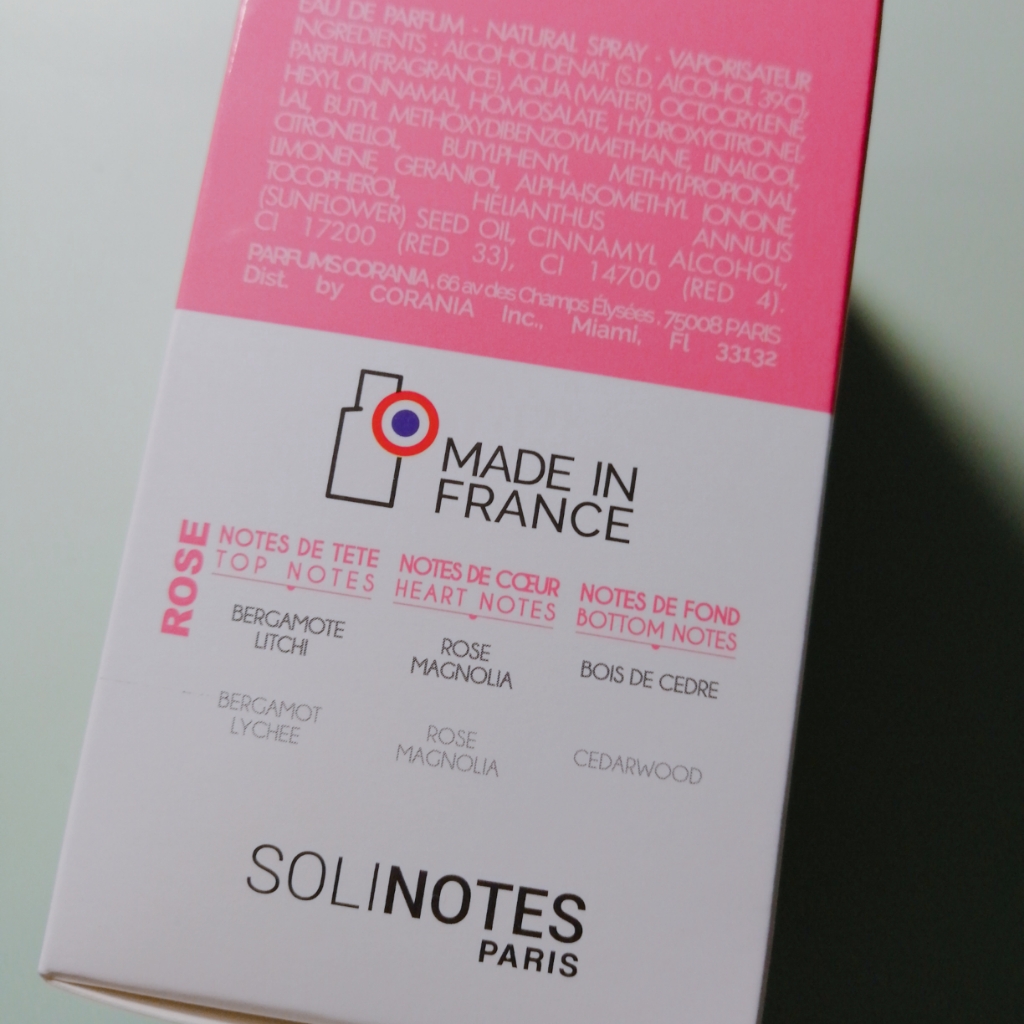 EAU DE PARFUM - NATURAL SPRAY . VAPORISATEUR
INGREDIENTS : ALCOHOL DENAT. (S.D. ALCOHOL 39C),
PARFUM (FRAGRANCE), AQUA (WATER), OCTOCRYLENE,
HEXYL CINNAMAL, HOMOSALATE, HYDROXYCITRONEL
LAL, BUTYL METHOXYDIBENZOYLMETHANE, LINALOOL,
CITRONELLOL, BUTYLPHENYL METHYLPROPIONAL,
LIMONENE, GERANIOL, ALPHA-ISOMETHYL IONONE,
TOCOPHEROL, HELIANTHUS ANNUUS
(SUNFLOWER) SEED OIL, CINNAMYL ALCOHOL,
CI 17200 (RED 33), CI 14700 (RED 4).
PARFUMS CORANIA . 66 av des Champs Élysées . 75008 PARIS
Dist. by CORANIA Inc., Miami, Fl 33132
MADE IN
FRANCE
ROSE
NOTES DE TETE
TOP NOTES
BERGAMOTE
LITCHI
BERGAMOT
LYCHEE
NOTES DE CŒUR
HEART NOTES
ROSE
MAGNOLIA
ROSE
MAGNOLIA
NOTES DE FOND
BOTTOM NOTES
BOIS DE CEDRE
CEDARWOOD
SOLINOTES
PARIS